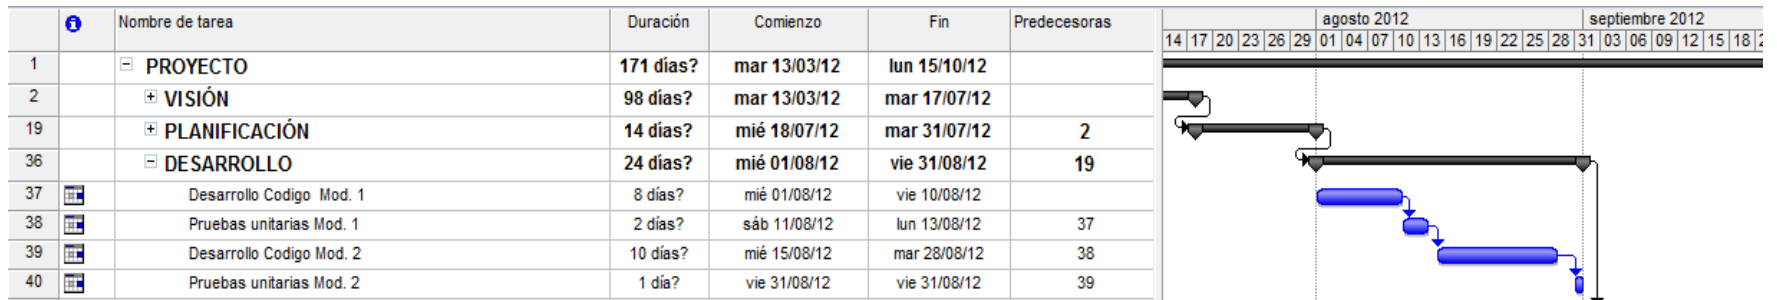 Nombre de tarea Duración Comienzo Fin Predecesoras agosto 2012 septiembre 2012
14 17 20 23 26 29 01 04 07 10 13 16 19 22 25 28 31 03 06 09 12 15 18
1 PROYECTO 171 días? mar 13/03/12 lun 15/10/12
2 VISIÓN 98 días? mar 13/03/12 mar 17/07/12
19 PLANIFICACIÓN 14 días? mié 18/07/12 mar 31/07/12 2
36 DESARROLLO 24 días? mié 01/08/12 vie 31/08/12 19
37 Desarrollo Codigo Mod. 1 8 días? mié 01/08/12 vie 10/08/12
38 Pruebas unitarias Mod. 1 2 días? sáb 11/08/12 lun 13/08/12 37
39 Desarrollo Codigo Mod. 2 10 días? mié 15/08/12 mar 28/08/12 38
40 Pruebas unitarias Mod. 2 1 día? vie 31/08/12 vie 31/08/12 39